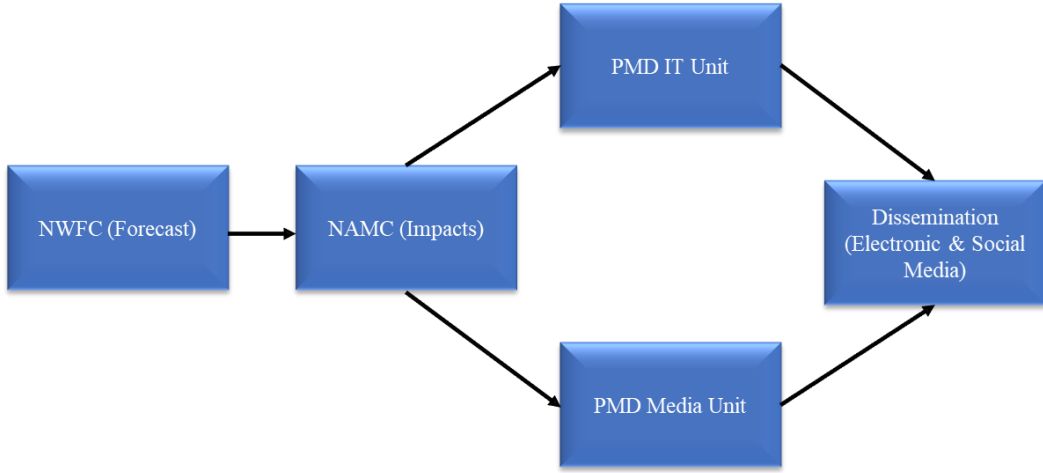 NWFC (Forecast)
NAMC (Impacts)
PMD IT Unit
PMD Media Unit
Dissemination
(Electronic & Social
Media)